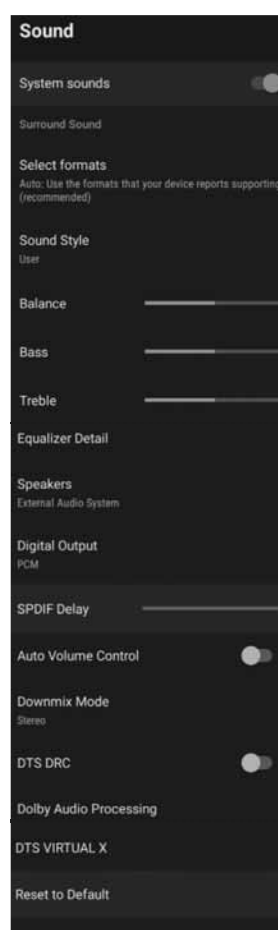 Sound
System sounds
Surround Sound
Select formats
Auto: Use the formats that your device reports supporting
(recommended)
Sound Style
User
Balance
Bass
Treble
Equalizer Detail
Speakers
External Audio System
Digital Output
PCM
SPDIF Delay
Auto Volume Control
Downmix Mode
Stereo
DTS DRC
Dolby Audio Processing
DTS VIRTUAL X
Reset to Default